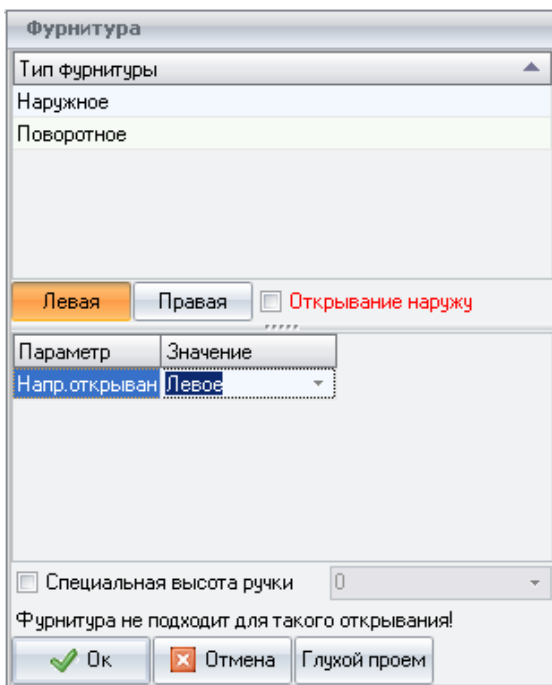 Фурнитура
Тип фурнитуры
Наружное
Поворотное
Левая Правая Открывание наружу
Параметр Значение
Напр.открыван Левое
Специальная высота ручки 0
Фурнитура не подходит для такого открывания!
Ок Отмена Глухой проем